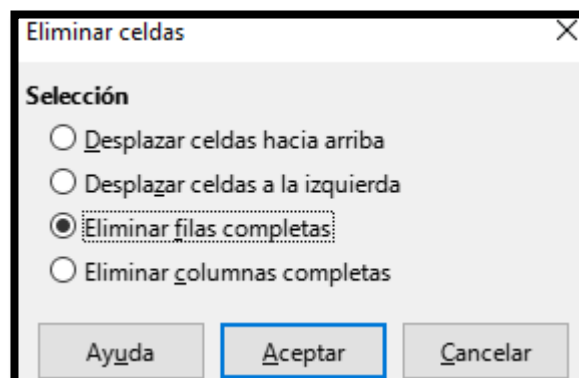 Eliminar celdas
Selección
Desplazar celdas hacia arriba
Desplazar celdas a la izquierda
Eliminar filas completas
Eliminar columnas completas
Ayuda Aceptar Cancelar